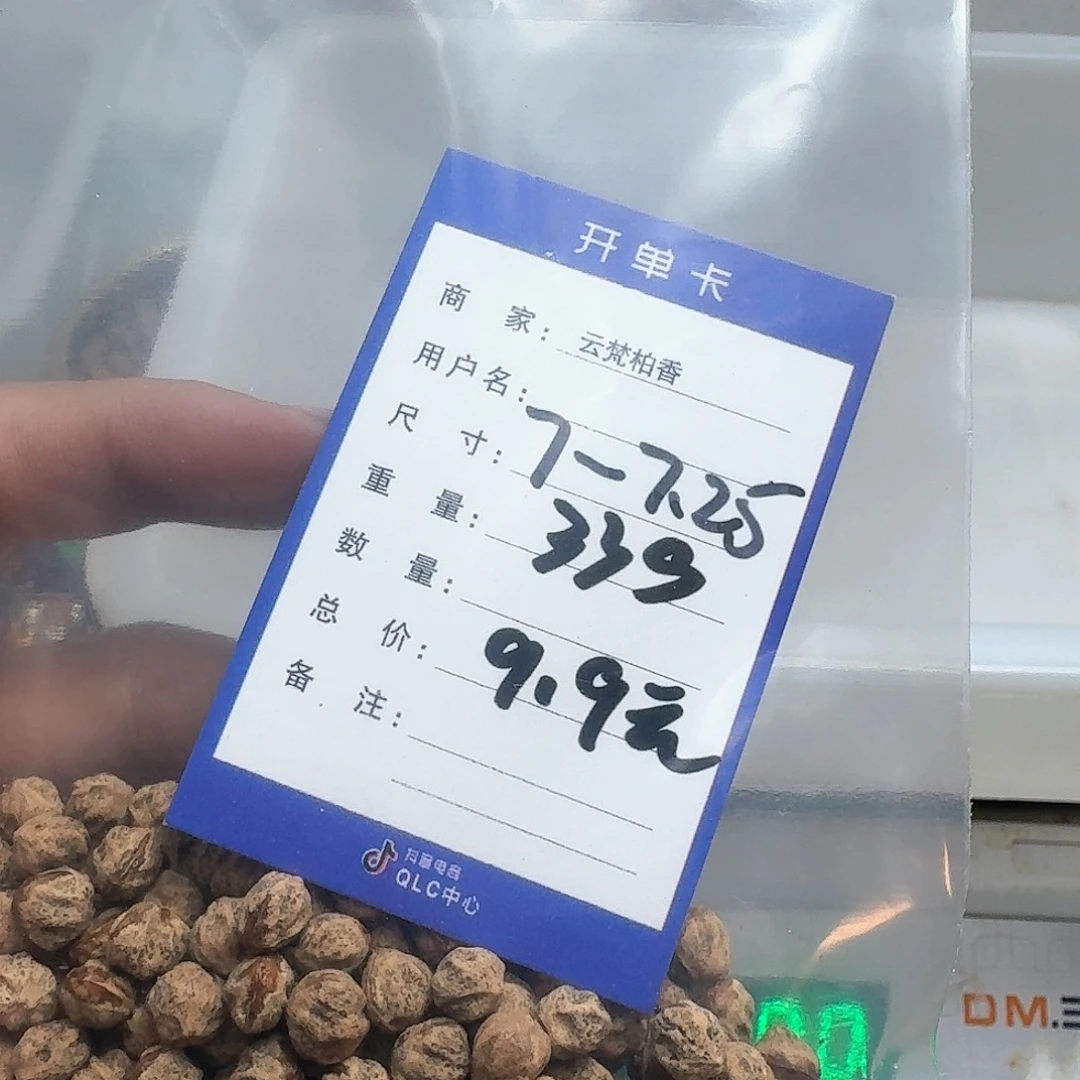 开单卡
商 家: 云梵柏香
用户名:
尺 寸: 7-7.25
重 量: 33g
数 量:
总 价: 9.9元
备 注:
抖音电商
QLC中心
DM.3